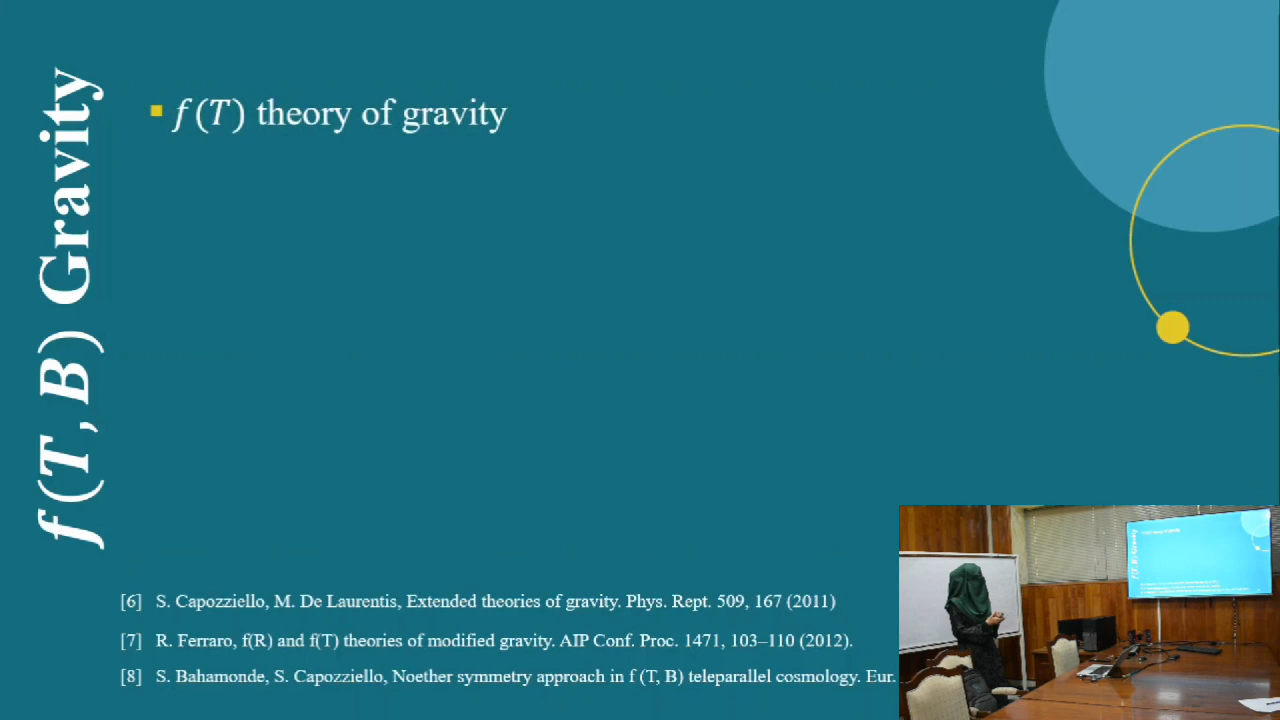 f(T, B) Gravity
▪ f(T) theory of gravity
[6] S. Capozziello, M. De Laurentis, Extended theories of gravity. Phys. Rept. 509, 167 (2011)
[7] R. Ferraro, f(R) and f(T) theories of modified gravity. AIP Conf. Proc. 1471, 103–110 (2012).
[8] S. Bahamonde, S. Capozziello, Noether symmetry approach in f (T, B) teleparallel cosmology. Eur.